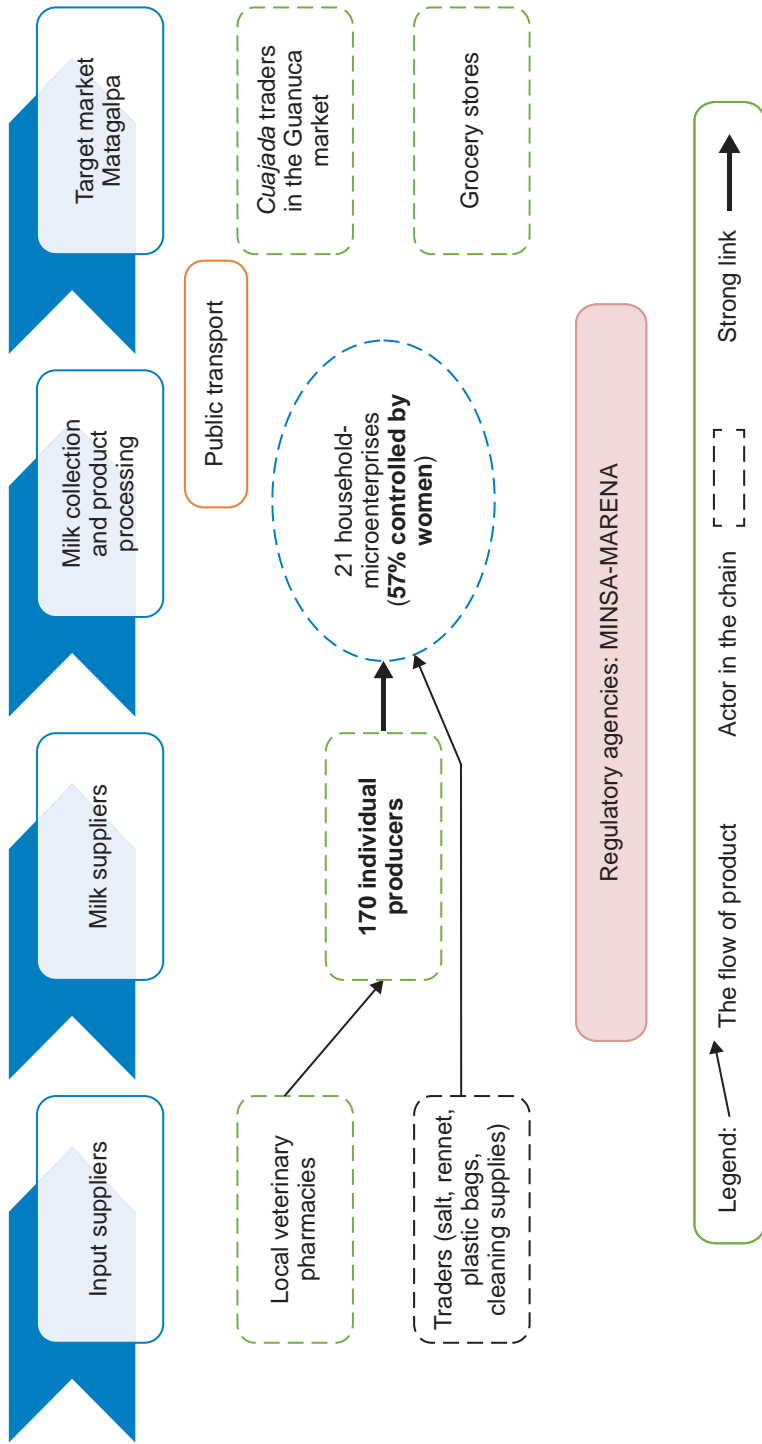 Input suppliers
Milk suppliers
Milk collection
and product
processing
Target market
Matagalpa
Public transport
Local veterinary
pharmacies
170 individual
producers
21 household-
microenterprises
(57% controlled by
women)
Cuajada traders
in the Guanuca
market
Traders (salt, rennet,
plastic bags,
cleaning supplies)
Grocery stores
Regulatory agencies: MINSA-MARENA
Legend: The flow of product Actor in the chain Strong link